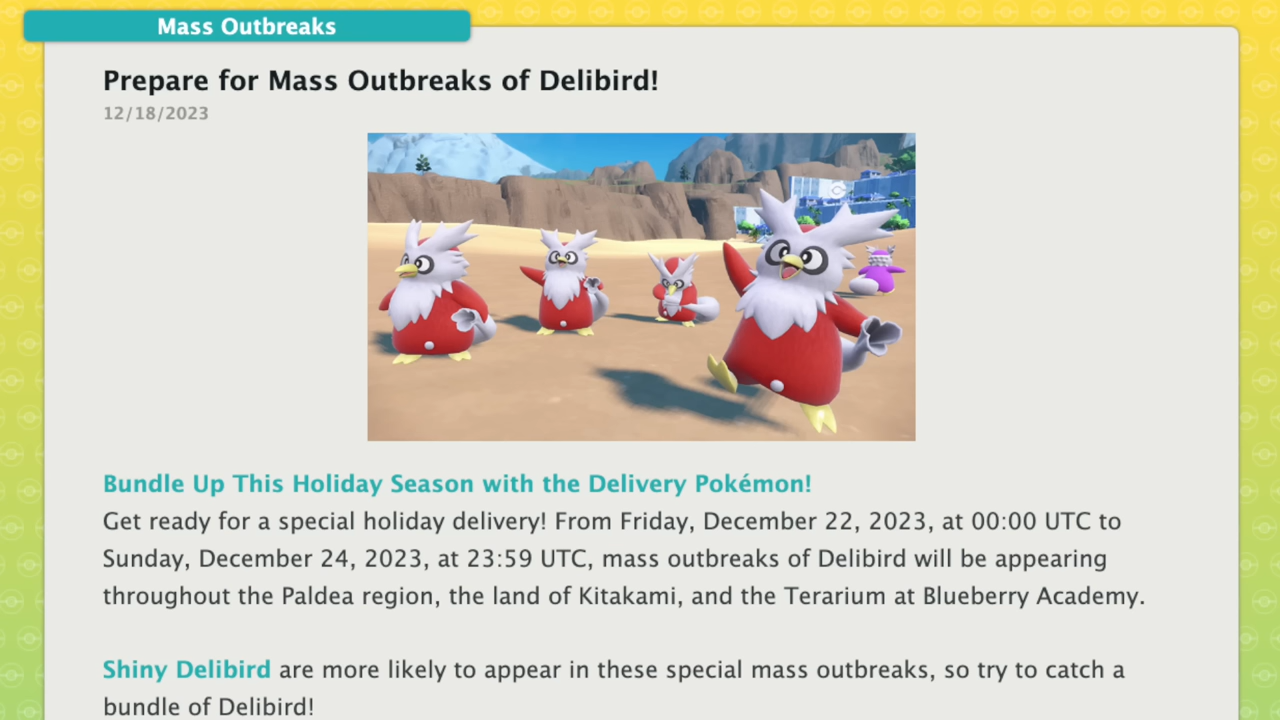 Mass Outbreaks
Prepare for Mass Outbreaks of Delibird!
12/18/2023
Bundle Up This Holiday Season with the Delivery Pokémon!
Get ready for a special holiday delivery! From Friday, December 22, 2023, at 00:00 UTC to
Sunday, December 24, 2023, at 23:59 UTC, mass outbreaks of Delibird will be appearing
throughout the Paldea region, the land of Kitakami, and the Terarium at Blueberry Academy.
Shiny Delibird are more likely to appear in these special mass outbreaks, so try to catch a
bundle of Delibird!